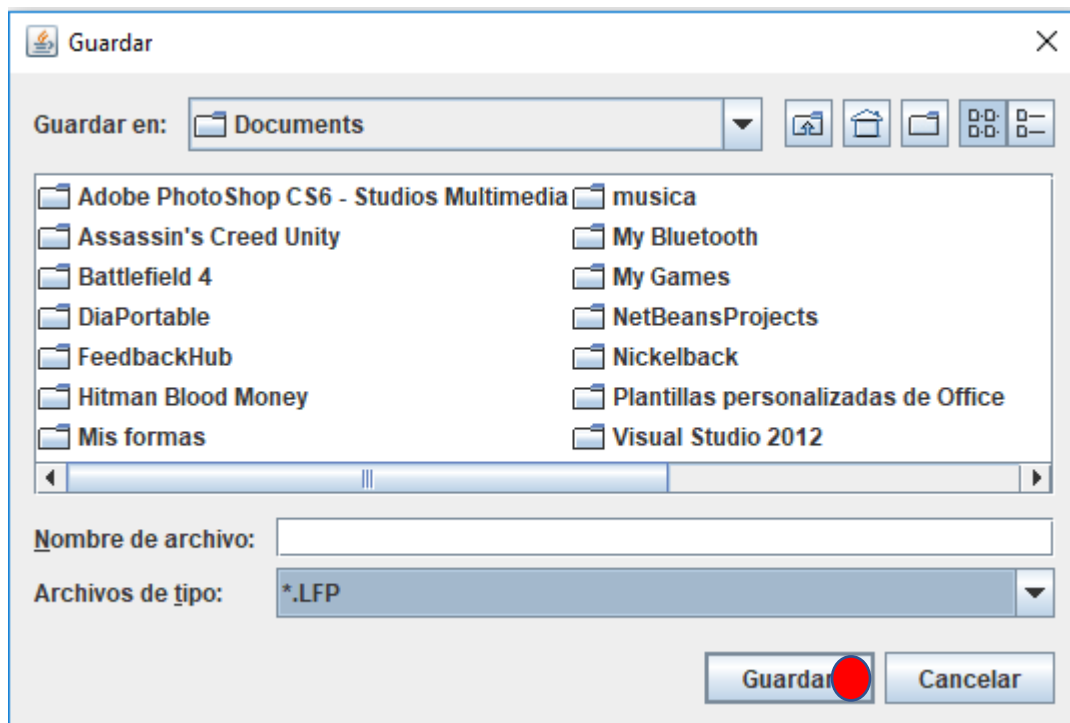 Guardar
Guardar en: Documents
Adobe PhotoShop CS6 - Studios Multimedia
Assassin's Creed Unity
Battlefield 4
DiaPortable
FeedbackHub
Hitman Blood Money
Mis formas
musica
My Bluetooth
My Games
NetBeansProjects
Nickelback
Plantillas personalizadas de Office
Visual Studio 2012
Nombre de archivo:
Archivos de tipo: *.LFP
Guardar Cancelar